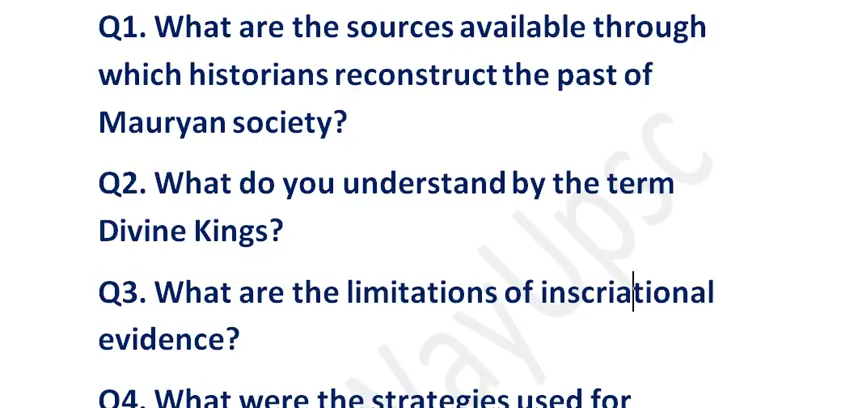 Q1. What are the sources available through
which historians reconstruct the past of
Mauryan society?
Q2. What do you understand by the term
Divine Kings?
Q3. What are the limitations of inscriational
evidence?
Q4. What were the strategies used for
WayUpsc